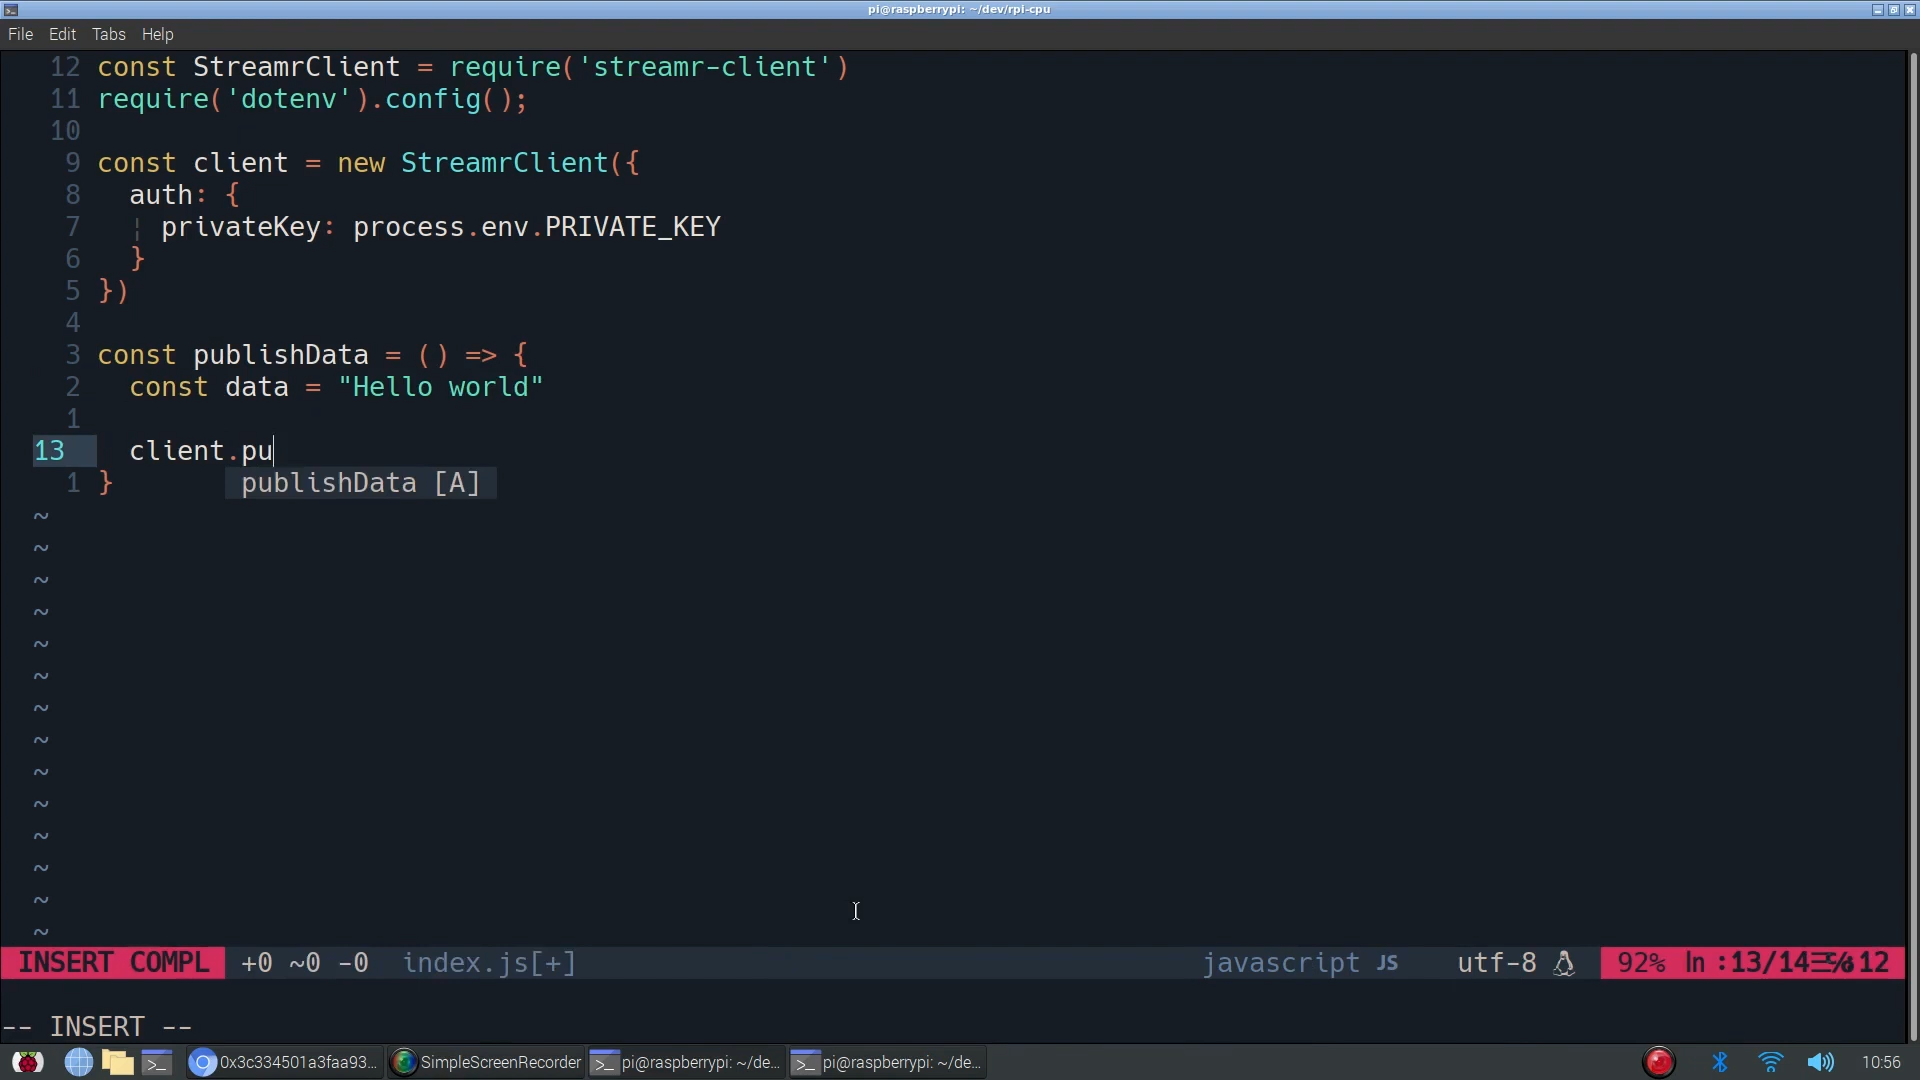 pi@raspberrypi: ~/dev/rpi-cpu
File Edit Tabs Help
12 const StreamrClient = require('streamr-client')
11 require('dotenv').config();
10
9 const client = new StreamrClient({
8 auth: {
7 ¦ privateKey: process.env.PRIVATE_KEY
6 }
5 })
4
3 const publishData = () => {
2 const data = "Hello world"
1
13 client.pu
1 } publishData [A]
~
~
~
~
~
~
~
~
~
~
~
~
~
~
INSERT COMPL +0 ~0 -0 index.js[+] javascript JS utf-8 92% ln :13/14 12
-- INSERT --
0x3c334501a3faa93... SimpleScreenRecorder pi@raspberrypi: ~/de... pi@raspberrypi: ~/de... 10:56